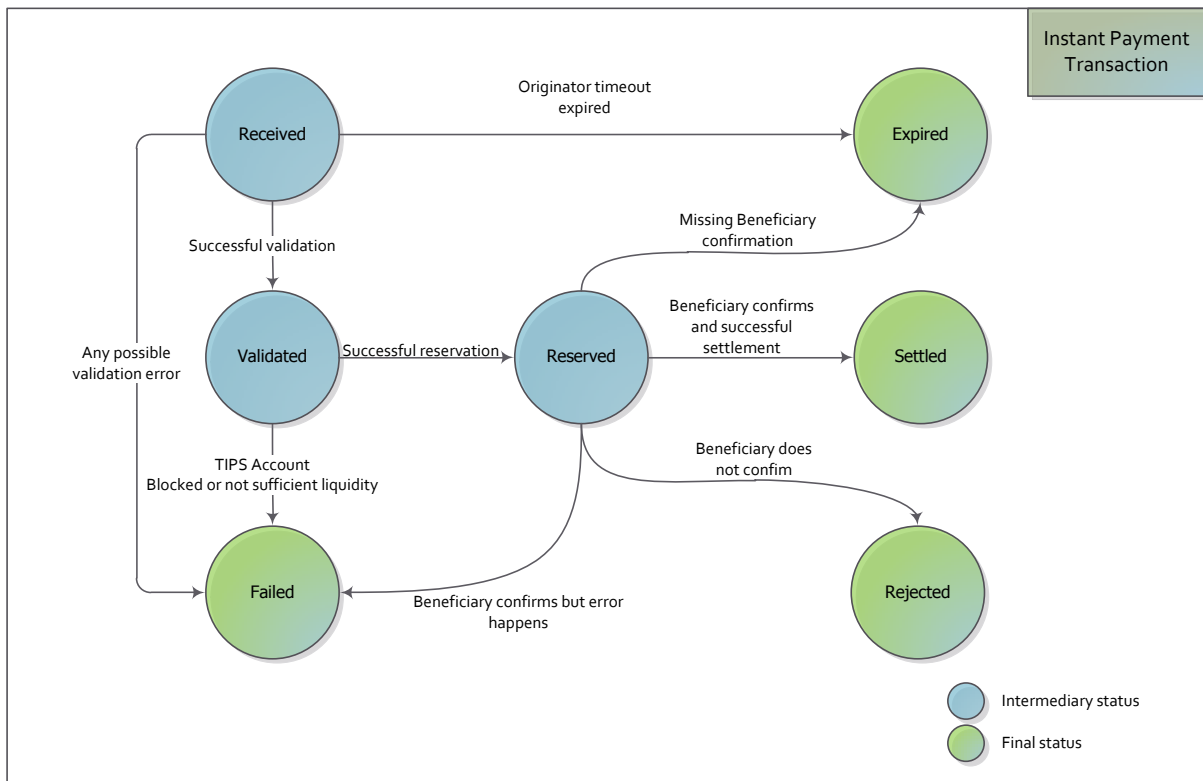 Instant Payment
Transaction
Originator timeout
expired
Received
Expired
Missing Beneficiary
confirmation
Successful validation
Beneficiary confirms
and successful
settlement
Any possible
validation error
Validated
Successful reservation
Reserved
Settled
TIPS Account
Blocked or not sufficient liquidity
Beneficiary does
not confim
Failed
Beneficiary confirms but error
happens
Rejected
Intermediary status
Final status